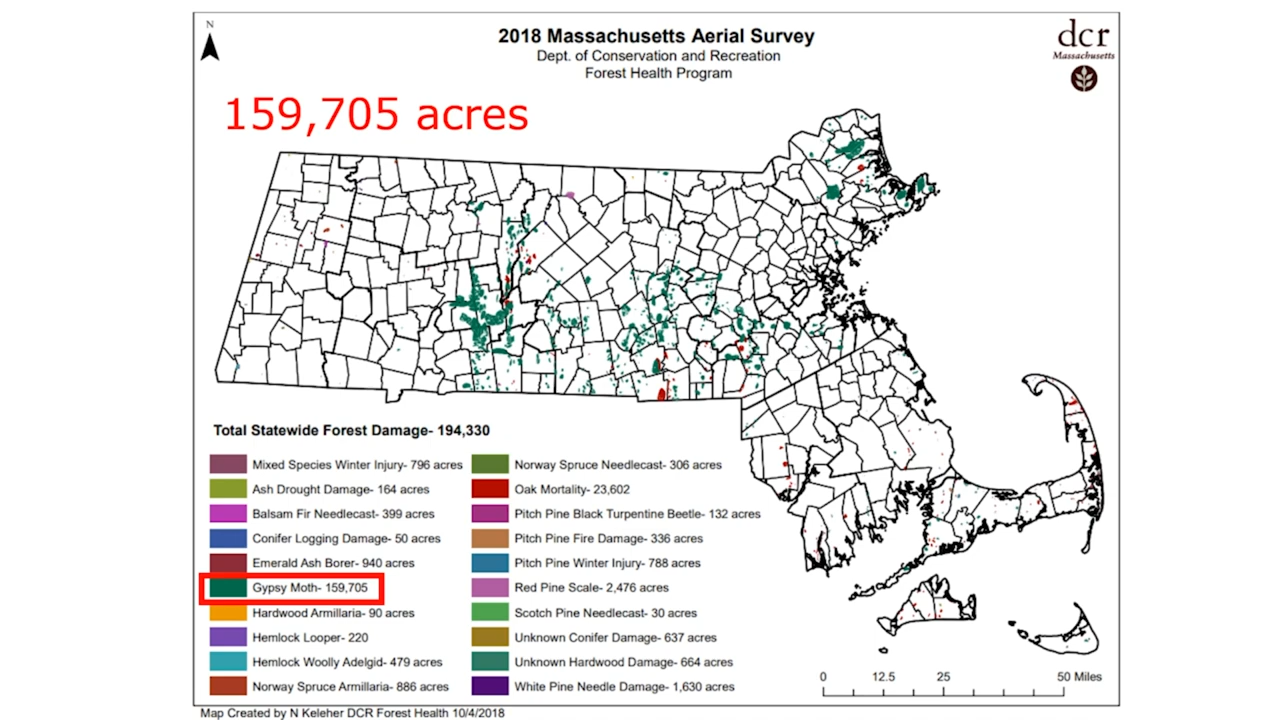 N
2018 Massachusetts Aerial Survey
Dept. of Conservation and Recreation
Forest Health Program
dcr
Massachusetts
159,705 acres
Total Statewide Forest Damage- 194,330
Mixed Species Winter Injury- 796 acres
Ash Drought Damage- 164 acres
Balsam Fir Needlecast- 399 acres
Conifer Logging Damage- 50 acres
Emerald Ash Borer- 940 acres
Gypsy Moth- 159,705
Hardwood Armillaria- 90 acres
Hemlock Looper- 220
Hemlock Woolly Adelgid- 479 acres
Norway Spruce Armillaria- 886 acres
Norway Spruce Needlecast- 306 acres
Oak Mortality- 23,602
Pitch Pine Black Turpentine Beetle- 132 acres
Pitch Pine Fire Damage- 336 acres
Pitch Pine Winter Injury- 788 acres
Red Pine Scale- 2,476 acres
Scotch Pine Needlecast- 30 acres
Unknown Conifer Damage- 637 acres
Unknown Hardwood Damage- 664 acres
White Pine Needle Damage- 1,630 acres
0 12.5 25 50 Miles
Map Created by N Keleher DCR Forest Health 10/4/2018